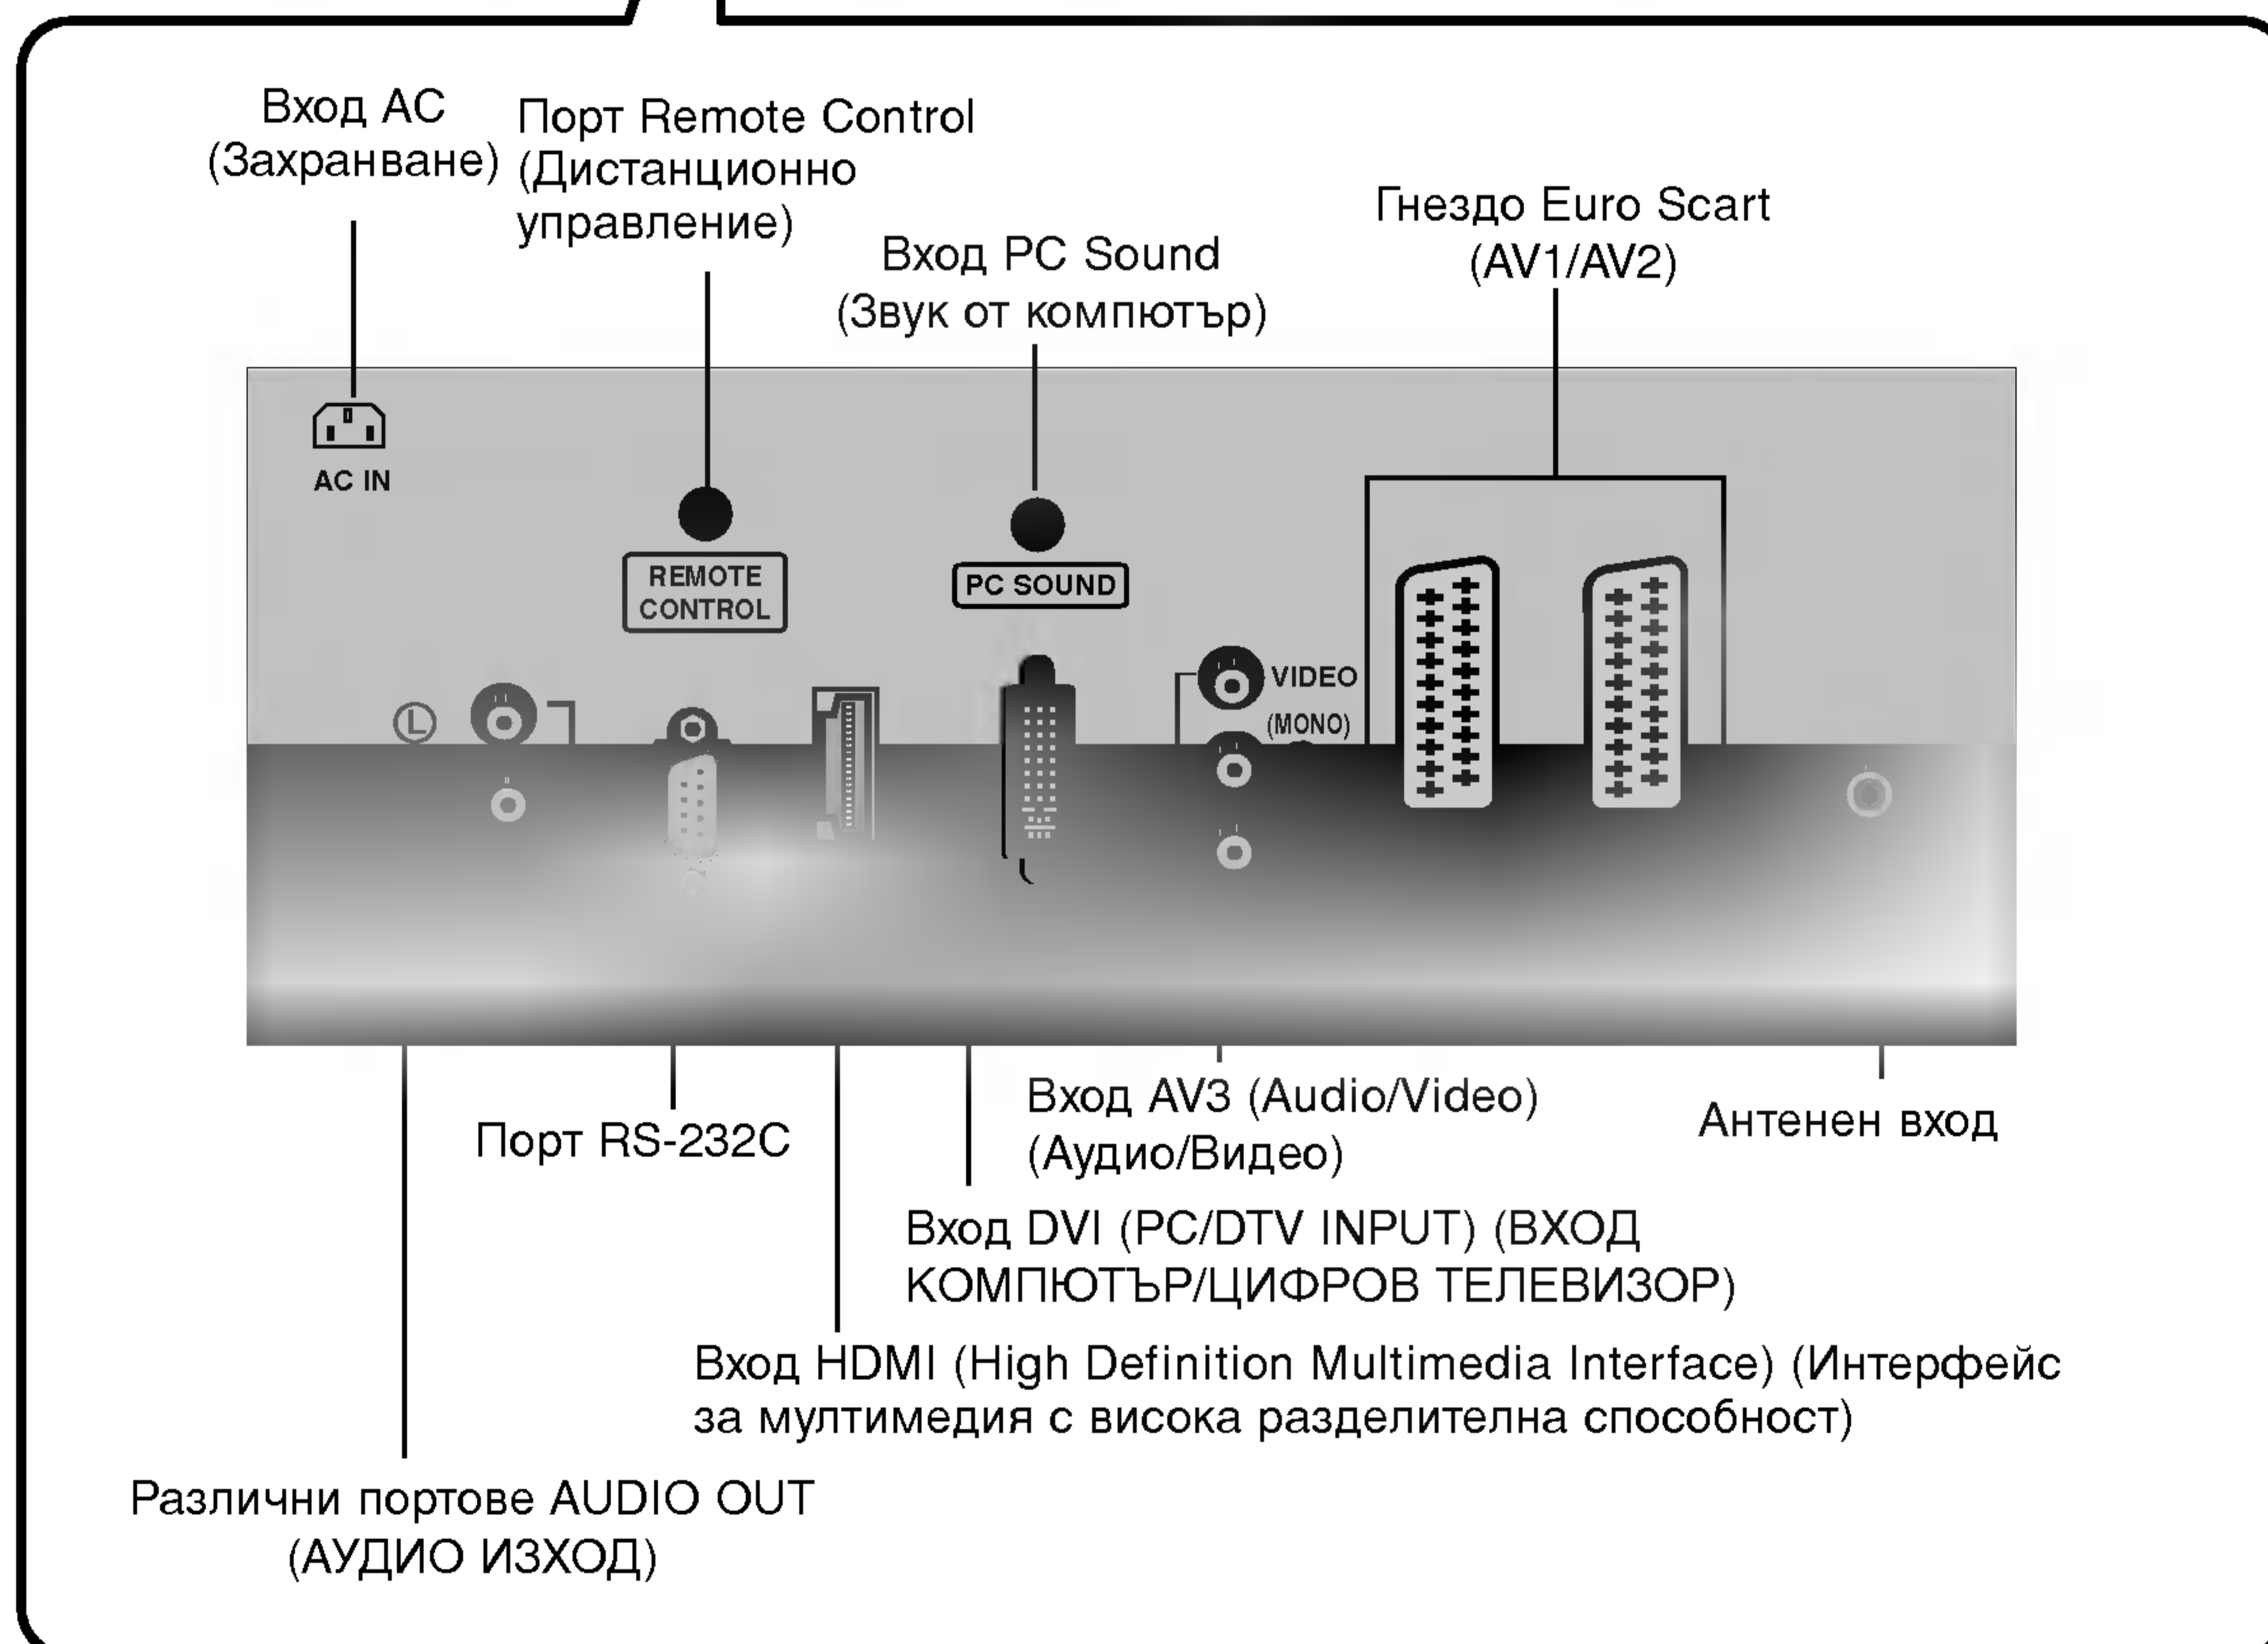 Вход AC
(Захранване)
Порт Remote Control
(Дистанционно
управление)
Вход PC Sound
(Звук от компютър)
Гнездо Euro Scart
(AV1/AV2)
AC IN
REMOTE
CONTROL
PC SOUND
VIDEO
(MONO)
L
Порт RS-232C
Вход AV3 (Audio/Video)
(Аудио/Видео)
Антенен вход
Вход DVI (PC/DTV INPUT) (ВХОД
КОМПЮТЪР/ЦИФРОВ ТЕЛЕВИЗОР)
Вход HDMI (High Definition Multimedia Interface) (Интерфейс
за мултимедия с висока разделителна способност)
Различни портове AUDIO OUT
(АУДИО ИЗХОД)